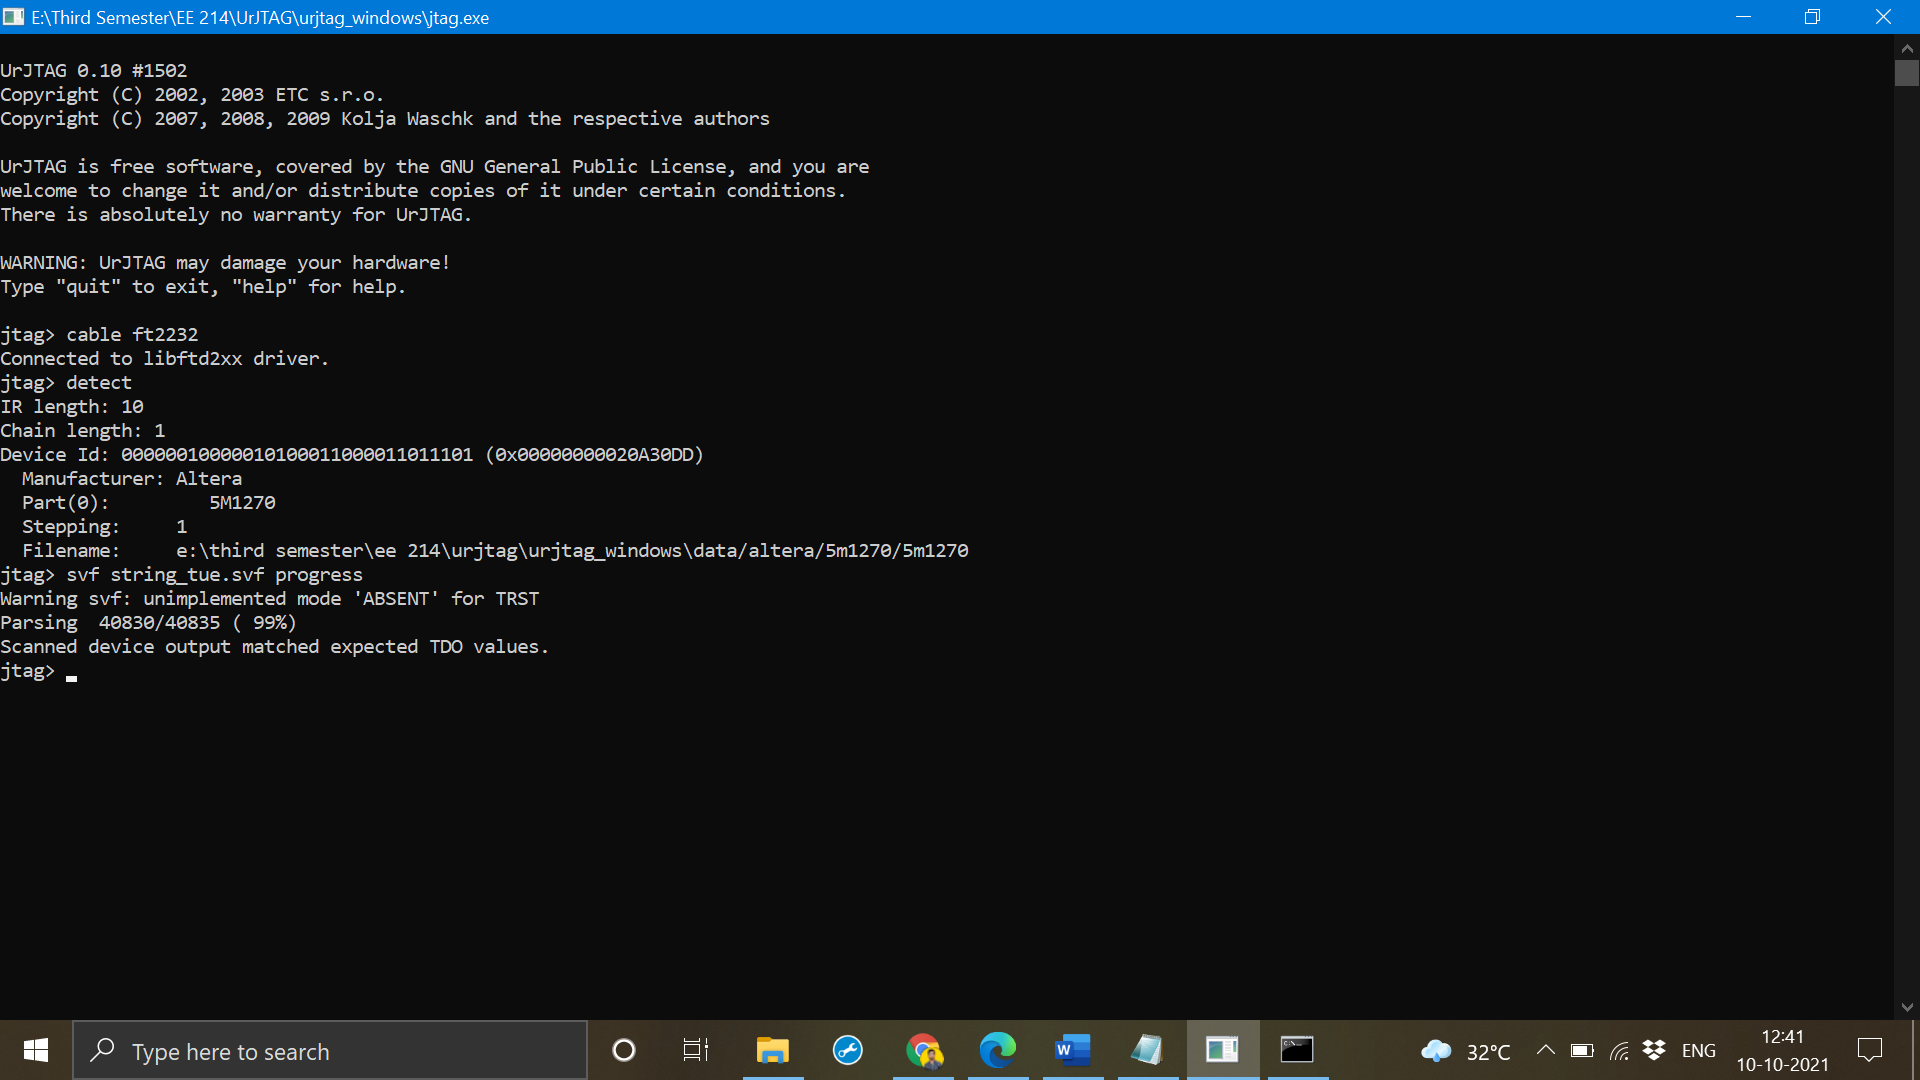 E:\Third Semester\EE 214\UrJTAG\urjtag_windows\jtag.exe
UrJTAG 0.10 #1502
Copyright (C) 2002, 2003 ETC s.r.o.
Copyright (C) 2007, 2008, 2009 Kolja Waschk and the respective authors
UrJTAG is free software, covered by the GNU General Public License, and you are
welcome to change it and/or distribute copies of it under certain conditions.
There is absolutely no warranty for UrJTAG.
WARNING: UrJTAG may damage your hardware!
Type "quit" to exit, "help" for help.
jtag> cable ft2232
Connected to libftd2xx driver.
jtag> detect
IR length: 10
Chain length: 1
Device Id: 00000010000010100011000011011101 (0x00000000020A30DD)
  Manufacturer: Altera
  Part(0):         5M1270
  Stepping:     1
  Filename:     e:\third semester\ee 214\urjtag\urjtag_windows\data/altera/5m1270/5m1270
jtag> svf string_tue.svf progress
Warning svf: unimplemented mode 'ABSENT' for TRST
Parsing  40830/40835 ( 99%)
Scanned device output matched expected TDO values.
jtag>
Type here to search
32°C
ENG
12:41
10-10-2021